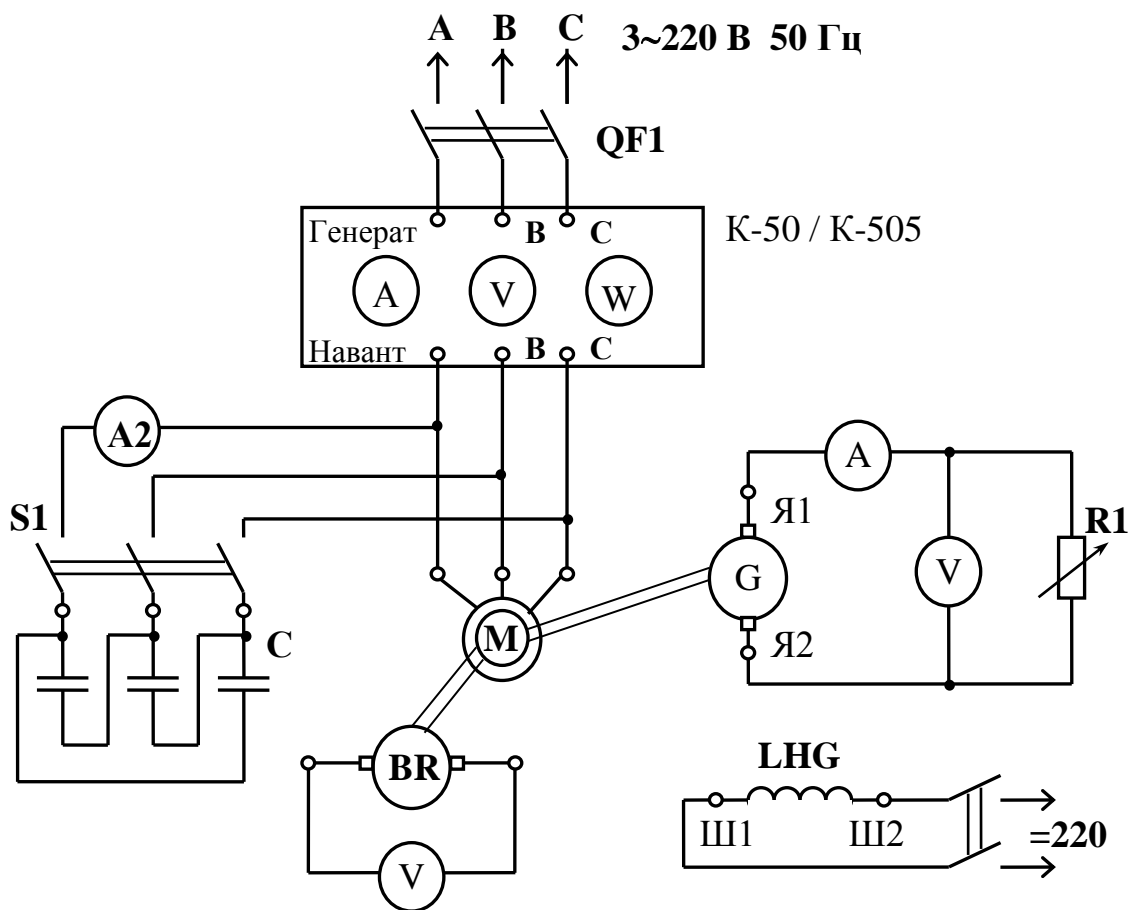 A B C 3~220 В 50 Гц
QF1
Генерат B C
К-50 / К-505
A V W
Навант B C
A2
A
S1
Я1
R1
G
V
M
Я2
C
BR
LHG
Ш1 Ш2
=220
V